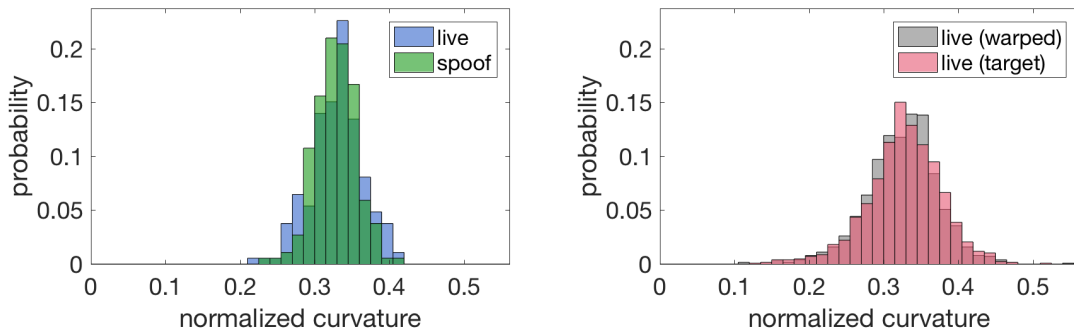 live
spoof
probability
0.2
0.15
0.1
0.05
0
0 0.1 0.2 0.3 0.4 0.5
normalized curvature
live (warped)
live (target)
probability
0.2
0.15
0.1
0.05
0
0 0.1 0.2 0.3 0.4 0.5
normalized curvature